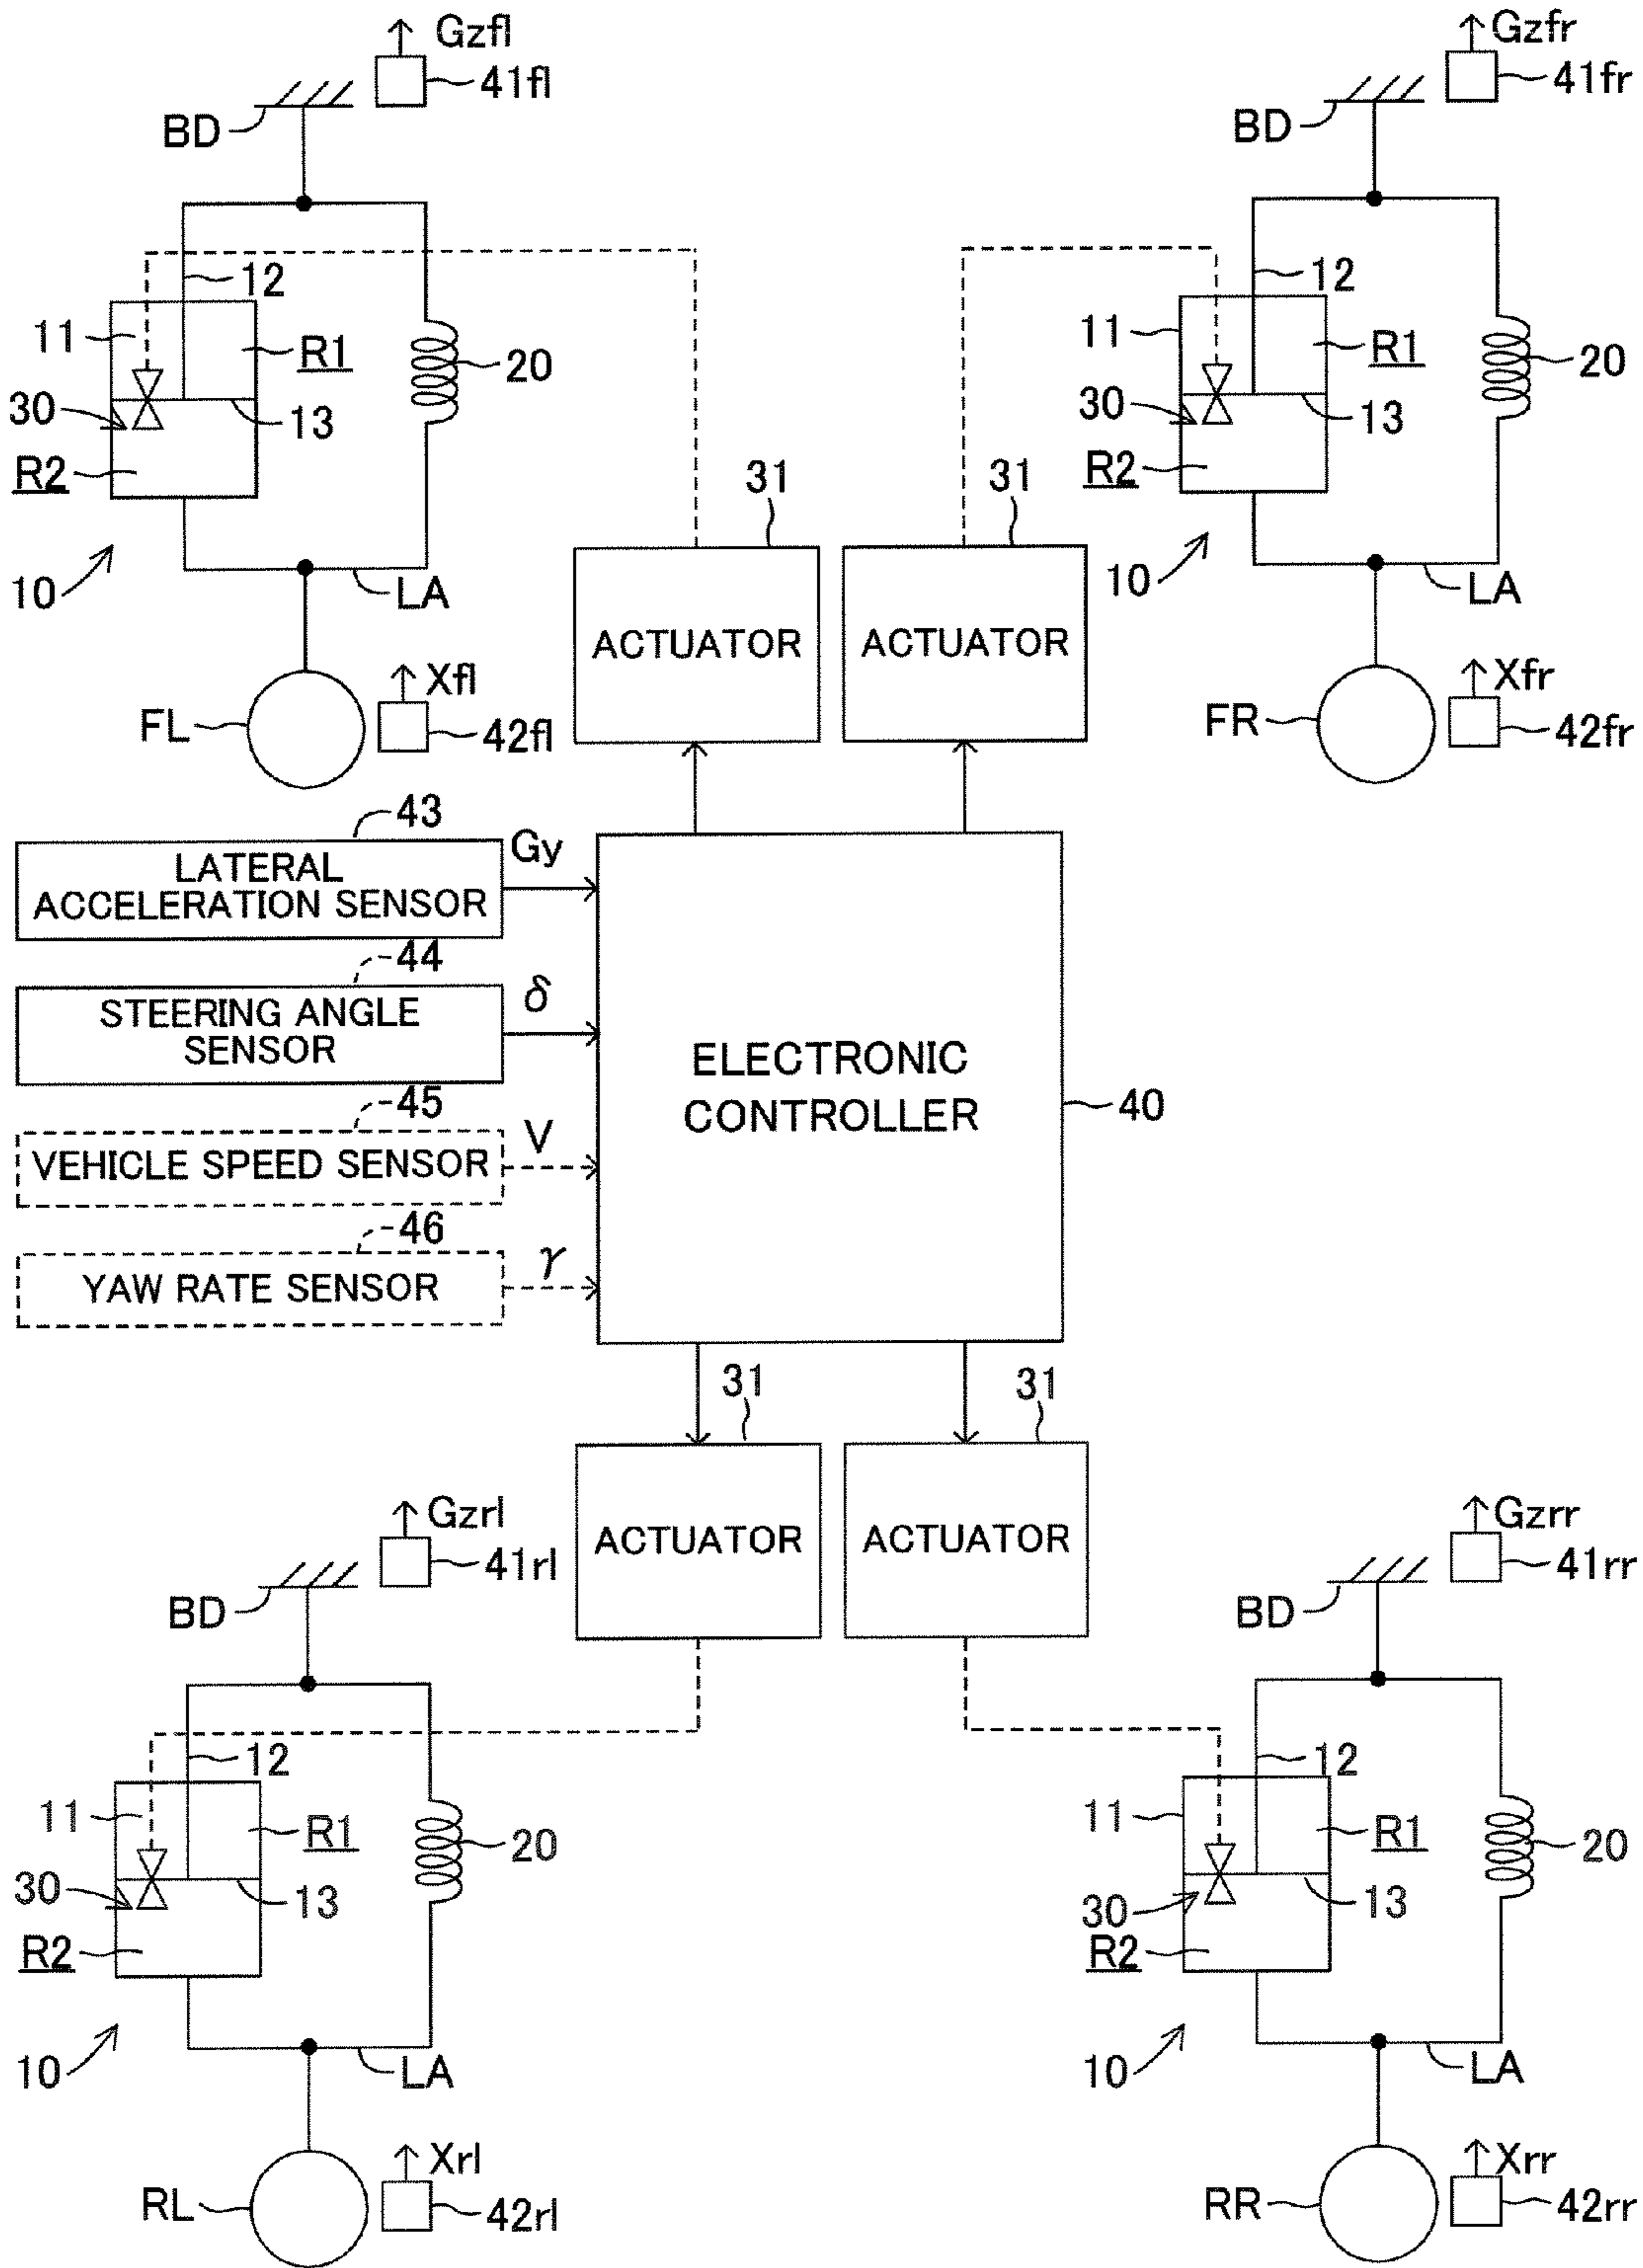 Gzfl
41fl
BD
12
11
R1
20
30
13
R2
10
LA
Xfl
FL
42fl
Gzfr
41fr
BD
12
11
R1
20
30
13
R2
10
LA
Xfr
FR
42fr
31
ACTUATOR
31
ACTUATOR
43
LATERAL
ACCELERATION SENSOR
Gy
44
STEERING ANGLE
SENSOR
δ
45
VEHICLE SPEED SENSOR
V
46
YAW RATE SENSOR
γ
ELECTRONIC
CONTROLLER
40
31
ACTUATOR
31
ACTUATOR
Gzrl
41rl
BD
12
11
R1
20
30
13
R2
10
LA
Xrl
RL
42rl
Gzrr
41rr
BD
12
11
R1
20
30
13
R2
10
LA
Xrr
RR
42rr